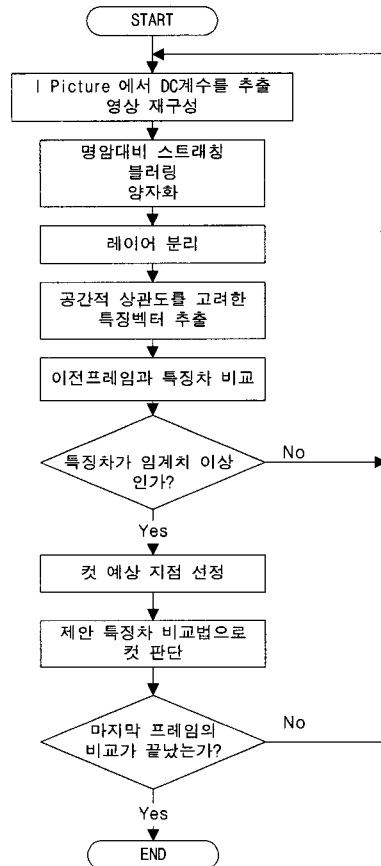 START
I Picture 에서 DC계수를 추출
영상 재구성
명암대비 스트래칭
블러링
양자화
레이어 분리
공간적 상관도를 고려한
특징벡터 추출
이전프레임과 특징차 비교
특징차가 임계치 이상
인가?
No
Yes
컷 예상 지점 선정
제안 특징차 비교법으로
컷 판단
마지막 프레임의
비교가 끝났는가?
No
Yes
END